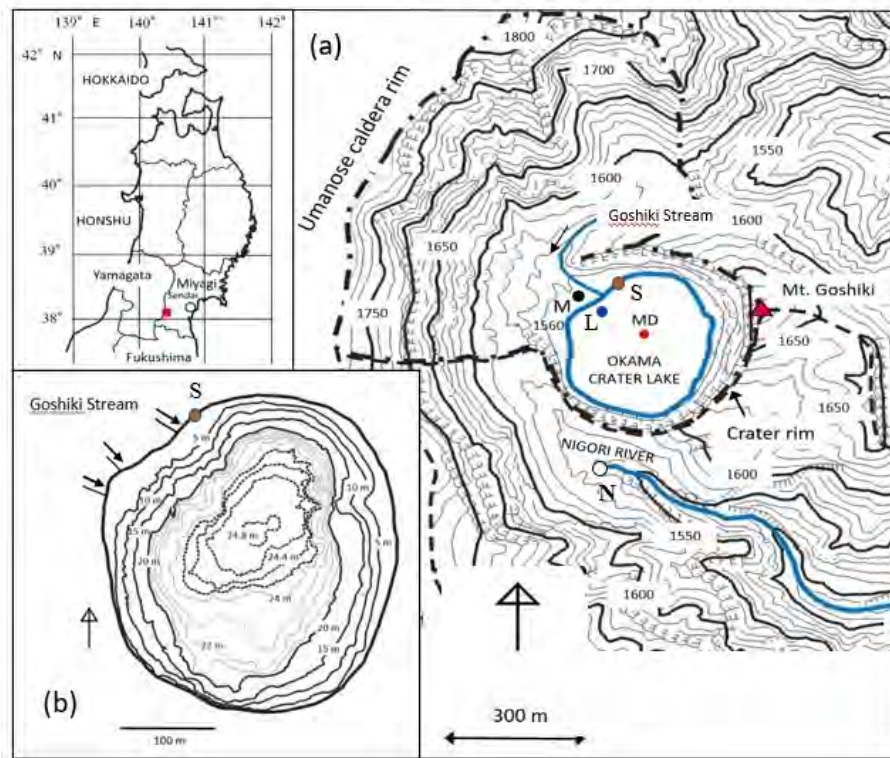 139° E 140° 141° 142°
42° N
HOKKAIDO
41°
40°
HONSHU
39°
Yamagata
Miyagi
Sendai
38°
Fukushima
(a)
1800
1700
Umanose caldera rim
1550
1600
Goshiki Stream
1600
1650
S
Mt. Goshiki
M
1750
L
1560
MD
1650
OKAMA
CRATER LAKE
1650
Crater rim
NIGORI RIVER
1600
N
1550
1600
300 m
S
Goshiki Stream
5 m
10 m
10 m
5 m
15 m
24.8 m
20 m
24.4 m
24 m
22 m
20 m
15 m
(b)
100 m